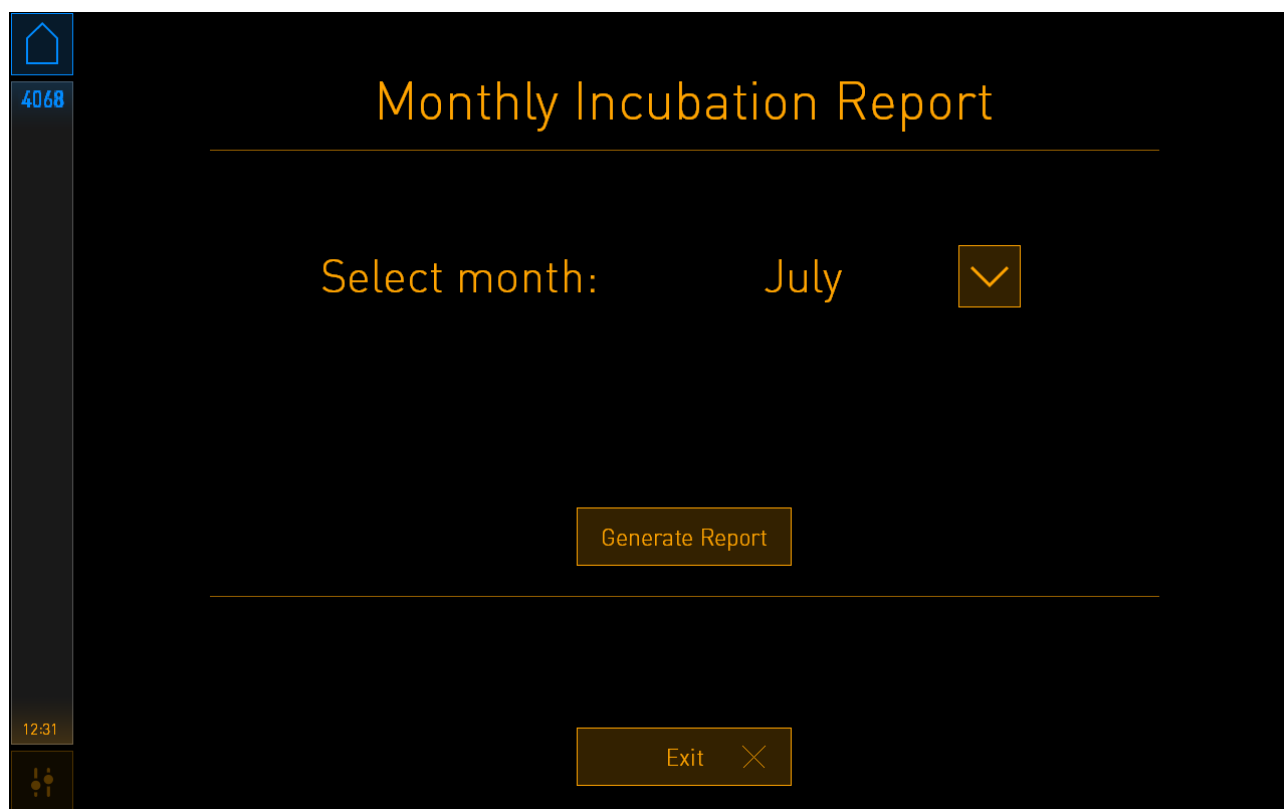 4068
Monthly Incubation Report
Select month: July
Generate Report
12:31
Exit